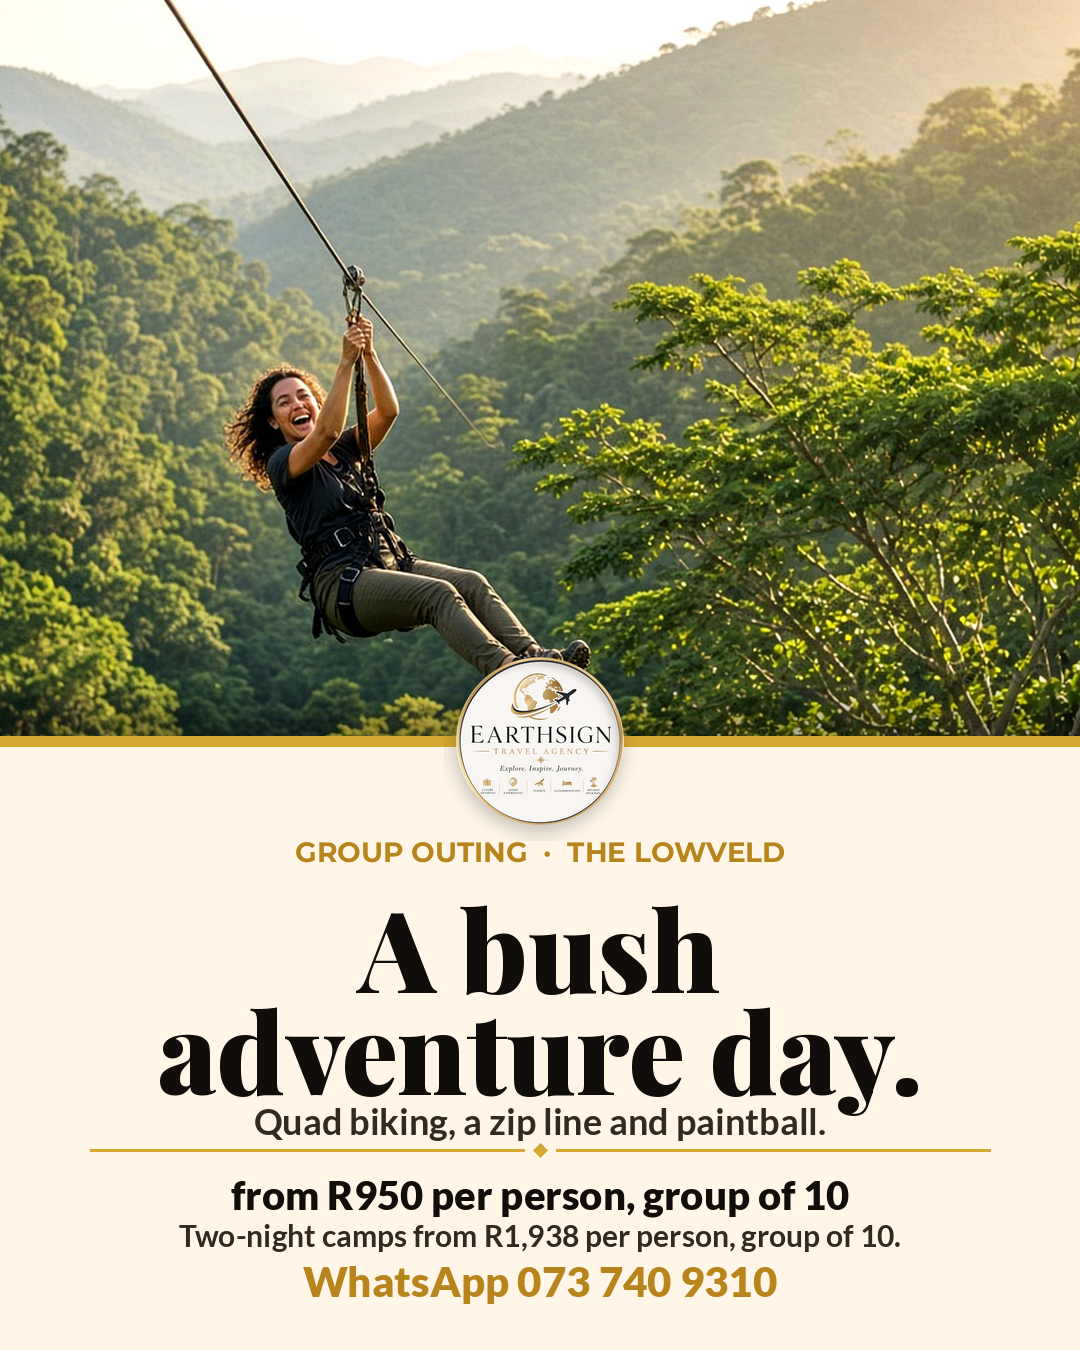 EARTHSIGN
TRAVEL AGENCY
Explore. Inspire. Journey.
GROUP OUTING · THE LOWVELD
A bush
adventure day.
Quad biking, a zip line and paintball.
from R950 per person, group of 10
Two-night camps from R1,938 per person, group of 10.
WhatsApp 073 740 9310